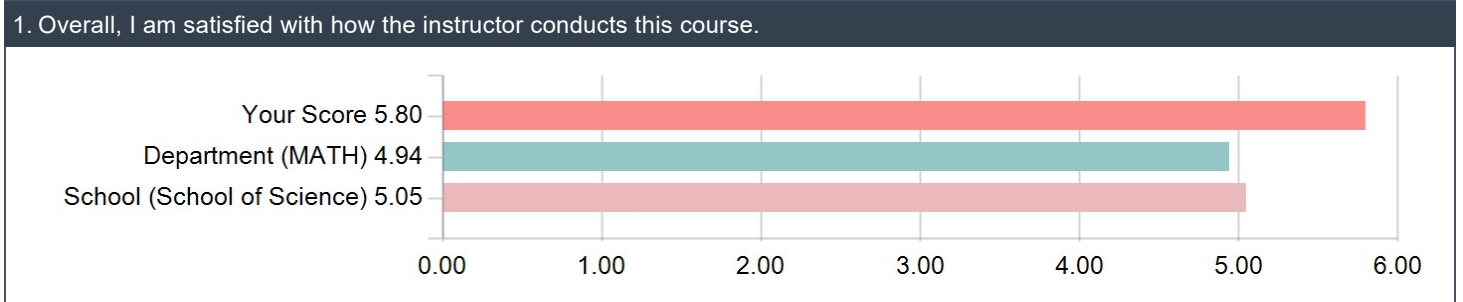 1. Overall, I am satisfied with how the instructor conducts this course.
Your Score 5.80
Department (MATH) 4.94
School (School of Science) 5.05
0.00 1.00 2.00 3.00 4.00 5.00 6.00